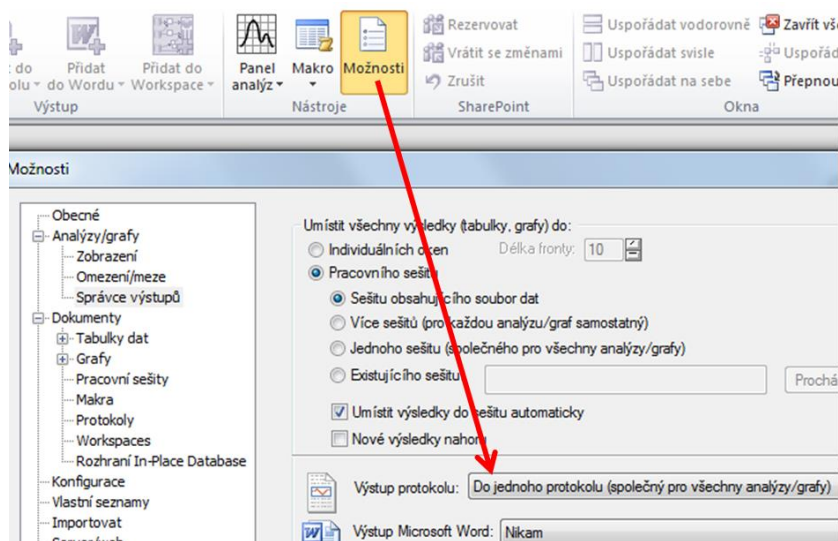 Rezervovat
Uspořádat vodorovně
Zavřít
do
Přidat
Přidat do
Panel
Makro
Možnosti
Vrátit se změnami
Uspořádat svisle
do Wordu
Workspace
analýz
Zrušit
Uspořádat na sebe
Výstup
Nástroje
SharePoint
Okna
Možnosti
Obecné
Analýzy/grafy
Zobrazení
Omezení/meze
Správce výstupů
Dokumenty
Tabulky dat
Grafy
Pracovní sešity
Makra
Protokoly
Workspaces
Rozhraní In-Place Database
Konfigurace
Vlastní seznamy
Importovat
Umístit všechny výsledky (tabulky, grafy) do:
Individuálních oken
Délka fronty: 10
Pracovního sešitu
Sešitu obsahujícího soubor dat
Více sešitů (pro každou analýzu/graf samostatný)
Jednoho sešitu (společného pro všechny analýzy/grafy)
Existujícího sešitu
Umístit výsledky do sešitu automaticky
Nové výsledky nahoru
Výstup protokolu: Do jednoho protokolu (společný pro všechny analýzy/grafy)
Výstup Microsoft Word: Nikam